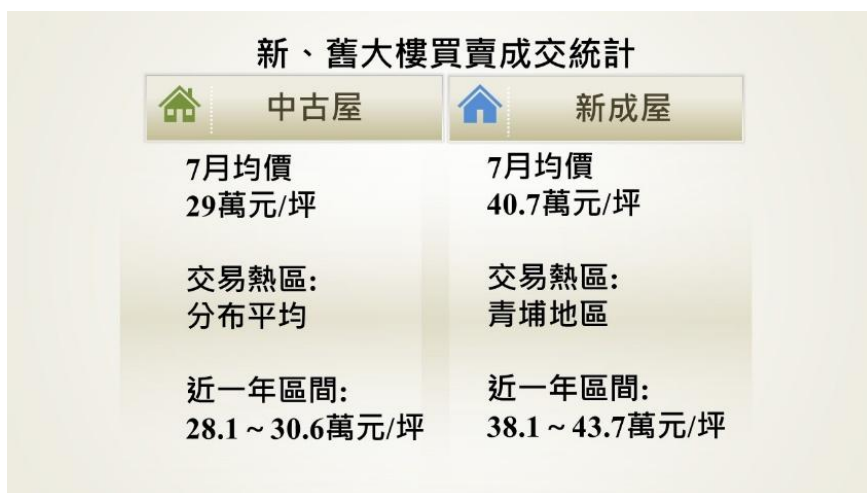 新、舊大樓買賣成交統計
中古屋
7月均價
29萬元/坪
交易熱區:
分布平均
近一年區間:
28.1 ~ 30.6萬元/坪
新成屋
7月均價
40.7萬元/坪
交易熱區:
青埔地區
近一年區間:
38.1 ~ 43.7萬元/坪